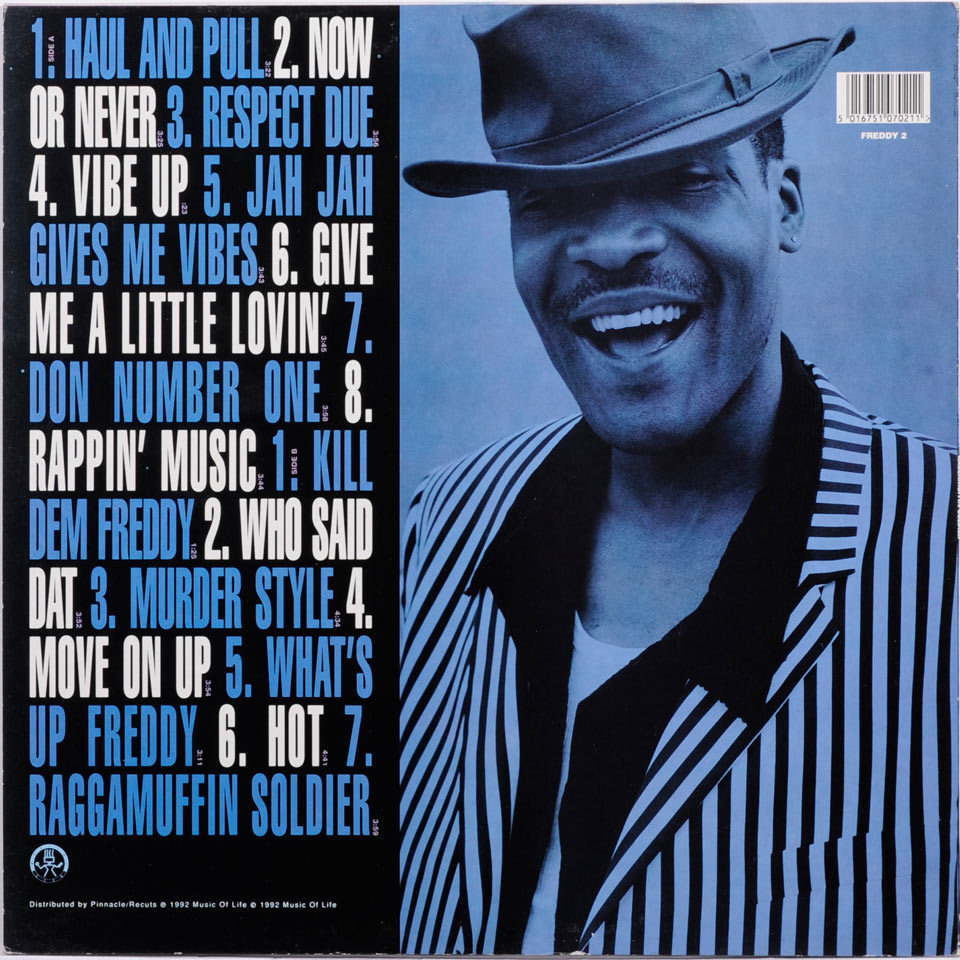 SIDE A
1. HAUL AND PULL 3:22 2. NOW
OR NEVER 3:25 3. RESPECT DUE 3:56
4. VIBE UP :23 5. JAH JAH
GIVES ME VIBES 3:43 6. GIVE
ME A LITTLE LOVIN' 3:45 7.
DON NUMBER ONE 3:58 8.
RAPPIN' MUSIC 3:44 SIDE B 1. KILL
DEM FREDDY 1:25 2. WHO SAID
DAT 3:52 3. MURDER STYLE 4:34 4.
MOVE ON UP 3:54 5. WHAT'S
UP FREDDY 3:11 6. HOT 4:41 7.
RAGGAMUFFIN SOLDIER 3:59
Distributed by Pinnacle/Recuts ℗ 1992 Music Of Life © 1992 Music Of Life
5 016751 070211 >
FREDDY 2